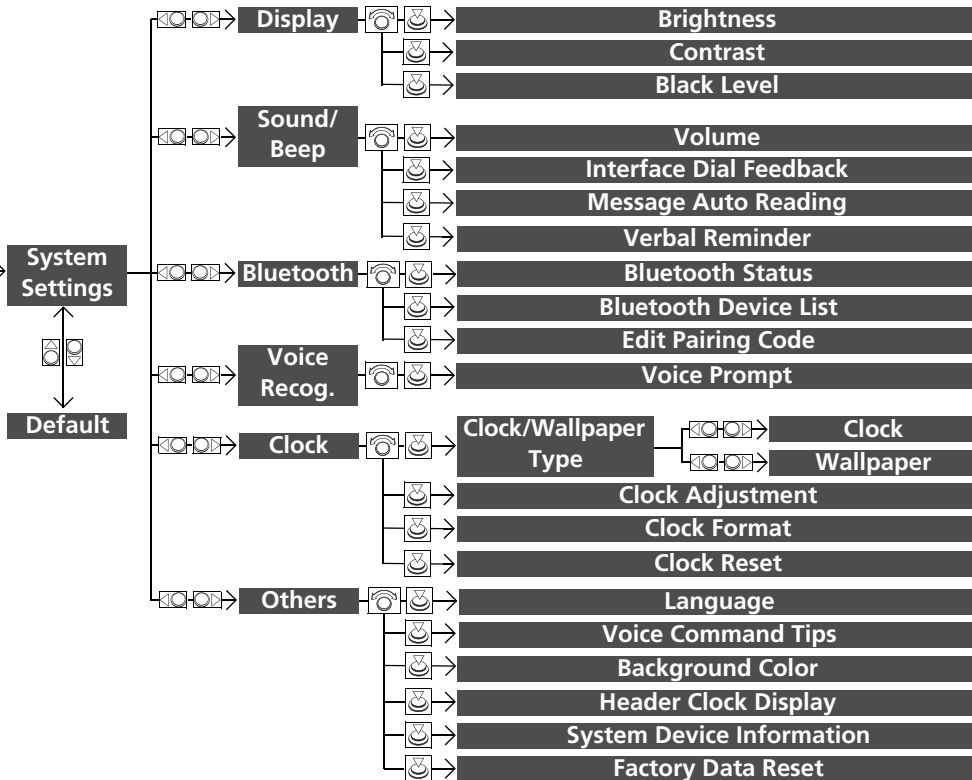 Display
Brightness
Contrast
Black Level
Sound/
Beep
Volume
Interface Dial Feedback
Message Auto Reading
Verbal Reminder
System
Settings
Bluetooth
Bluetooth Status
Bluetooth Device List
Edit Pairing Code
Voice
Recog.
Voice Prompt
Default
Clock
Clock/Wallpaper
Type
Clock
Wallpaper
Clock Adjustment
Clock Format
Clock Reset
Others
Language
Voice Command Tips
Background Color
Header Clock Display
System Device Information
Factory Data Reset